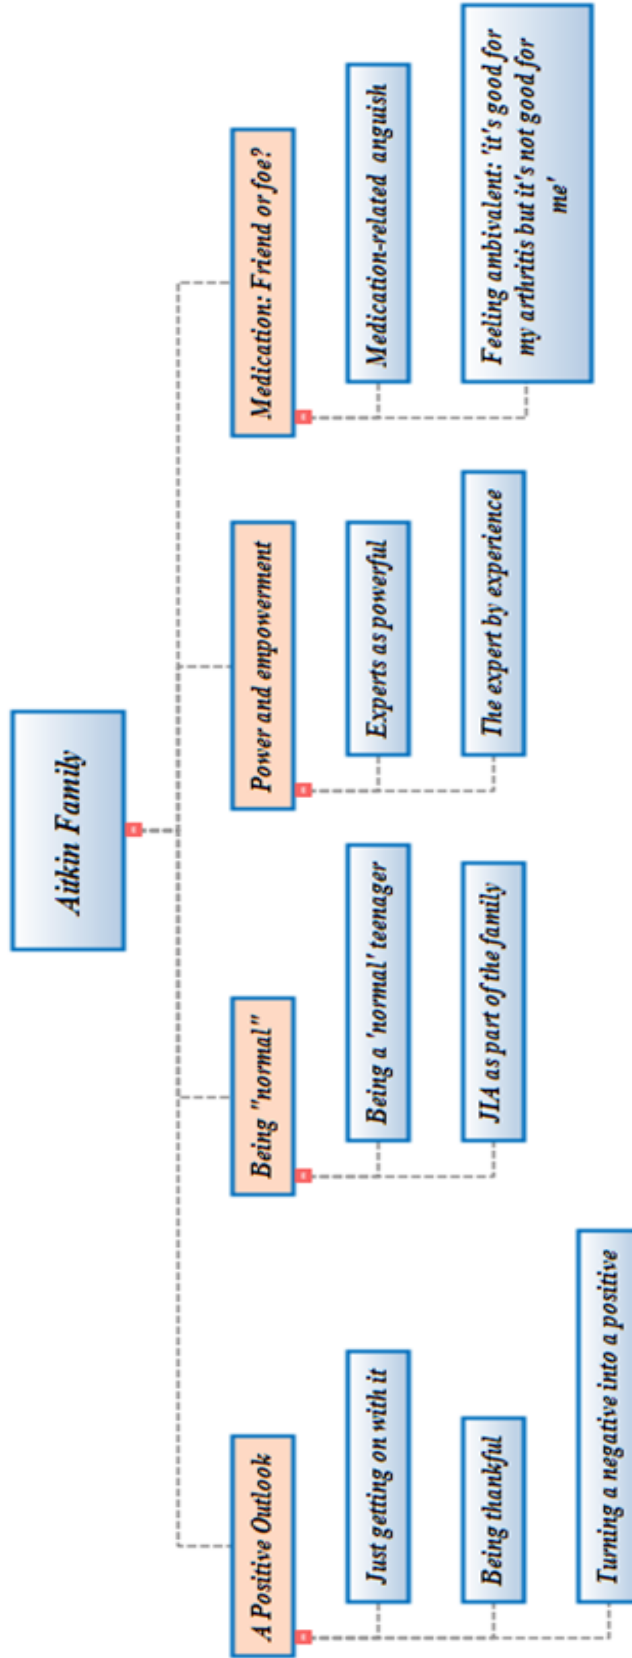 Aitkin Family
A Positive Outlook
Just getting on with it
Being thankful
Turning a negative into a positive
Being "normal"
Being a 'normal' teenager
JIA as part of the family
Power and empowerment
Experts as powerful
The expert by experience
Medication: Friend or foe?
Medication-related anguish
Feeling ambivalent: 'it's good for
my arthritis but it's not good for
me'